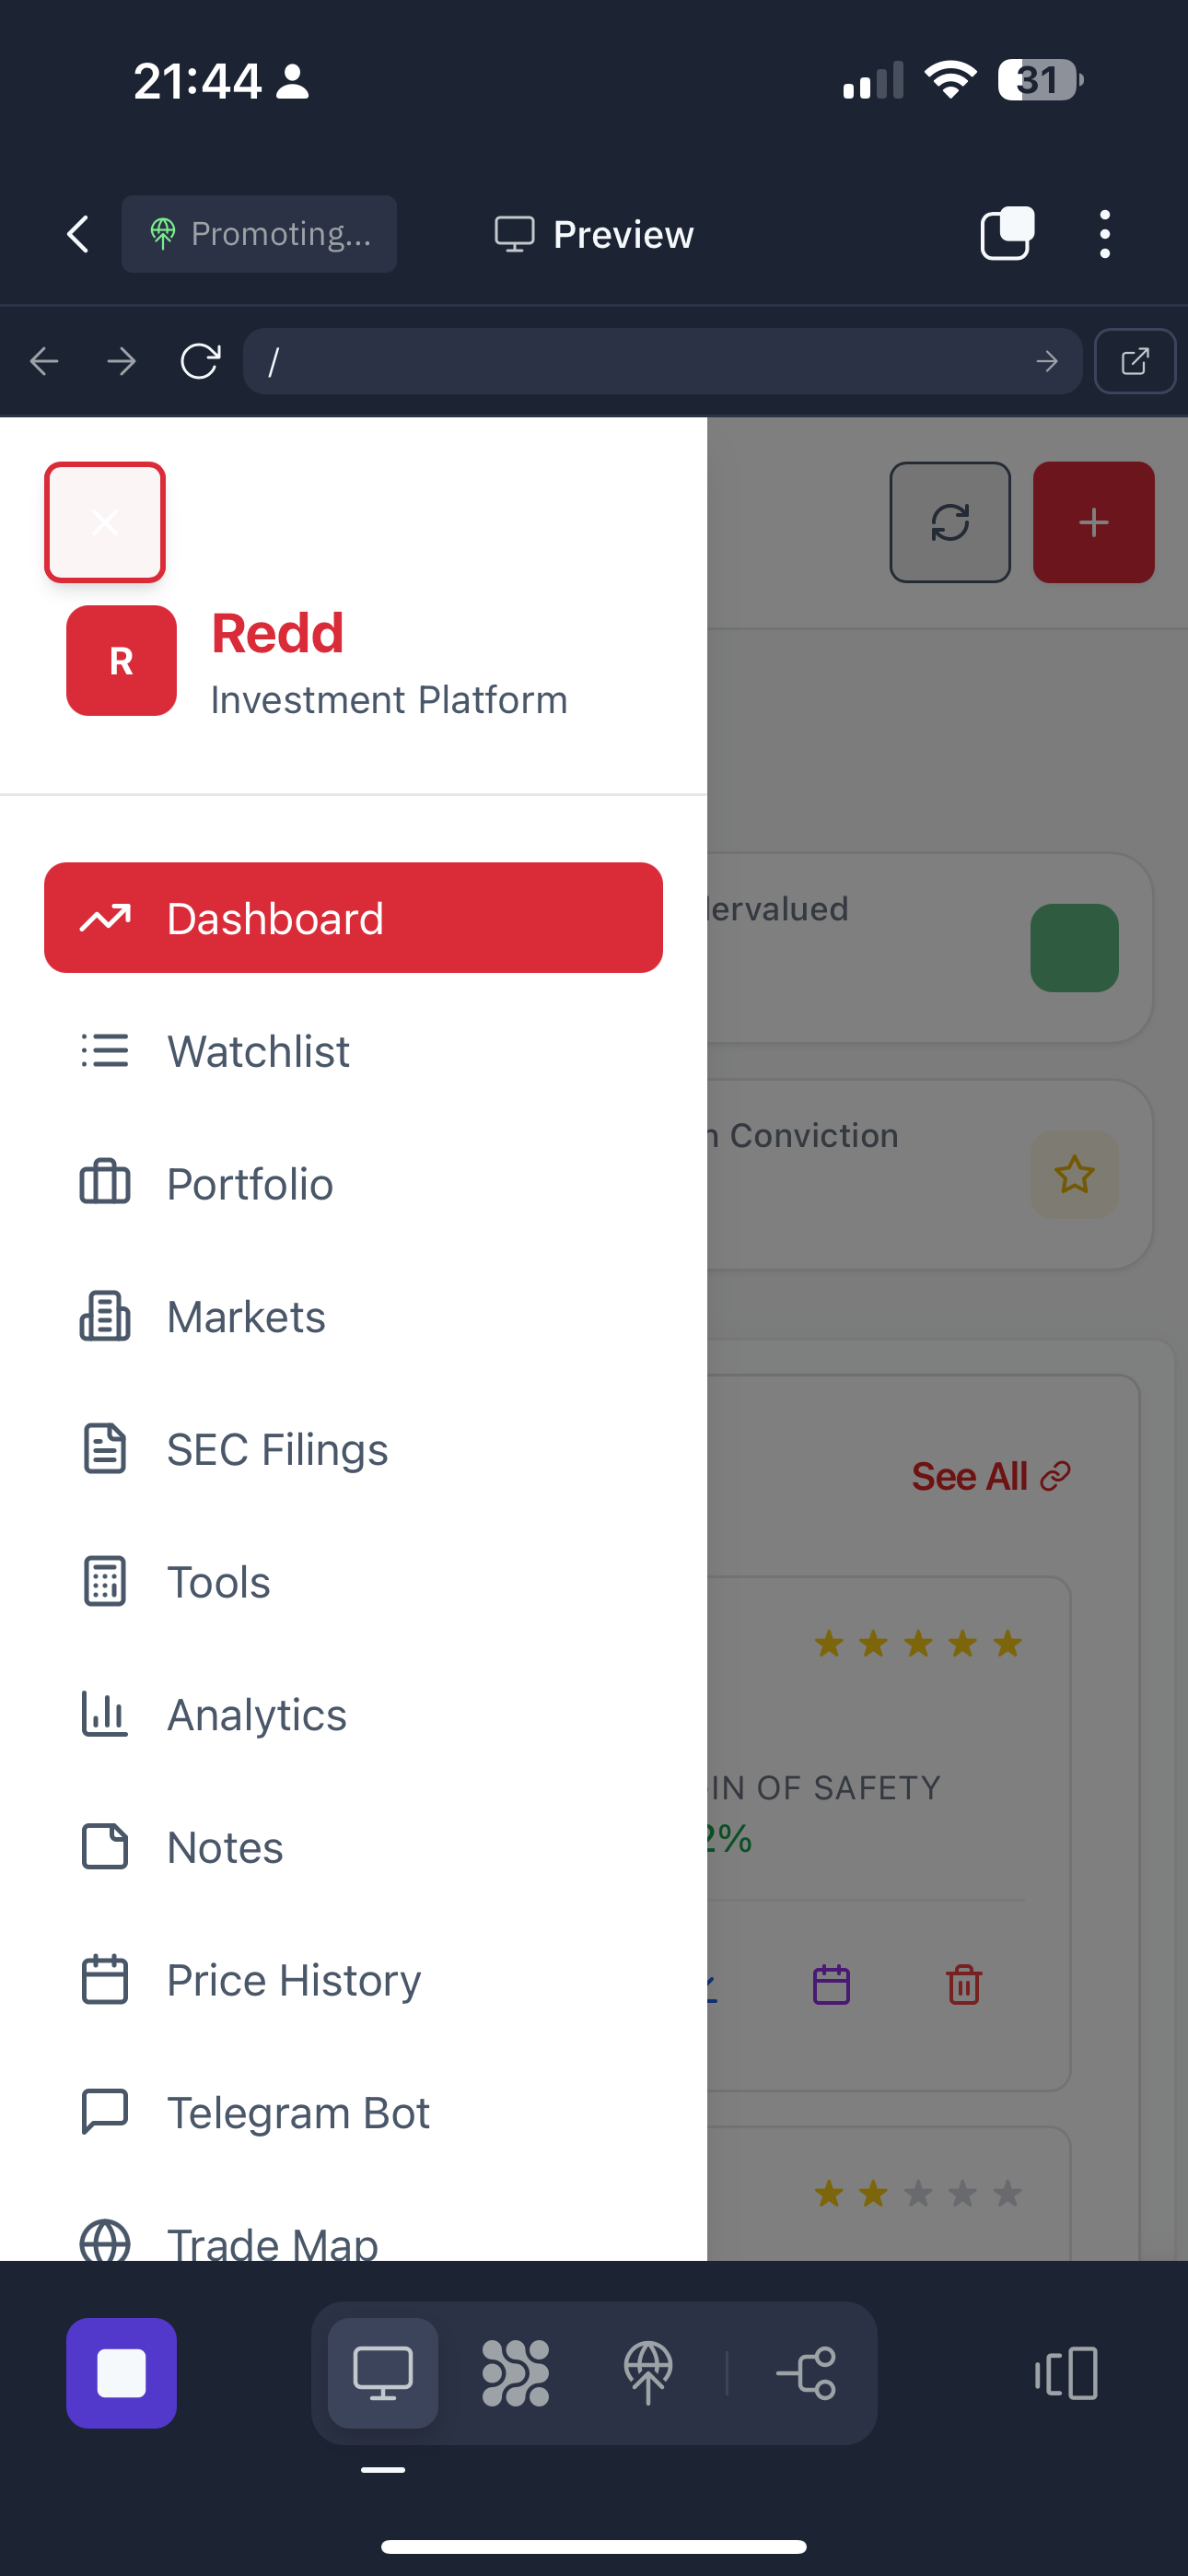 21:44
31
Promoting...
Preview
/
R
Redd
Investment Platform
Dashboard
ervalued
Watchlist
Conviction
Portfolio
Markets
SEC Filings
See All
Tools
Analytics
IN OF SAFETY
2%
Notes
Price History
Telegram Bot
Trade Map